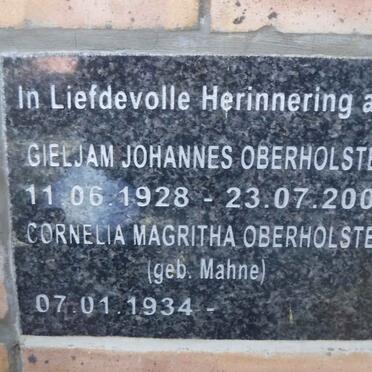 In Liefdevolle Herinnering a
GIELJAM JOHANNES OBERHOLSTE
11.06.1928 - 23.07.200
CORNELIA MAGRITHA OBERHOLSTE
(geb. Mahne)
07.01.1934 -